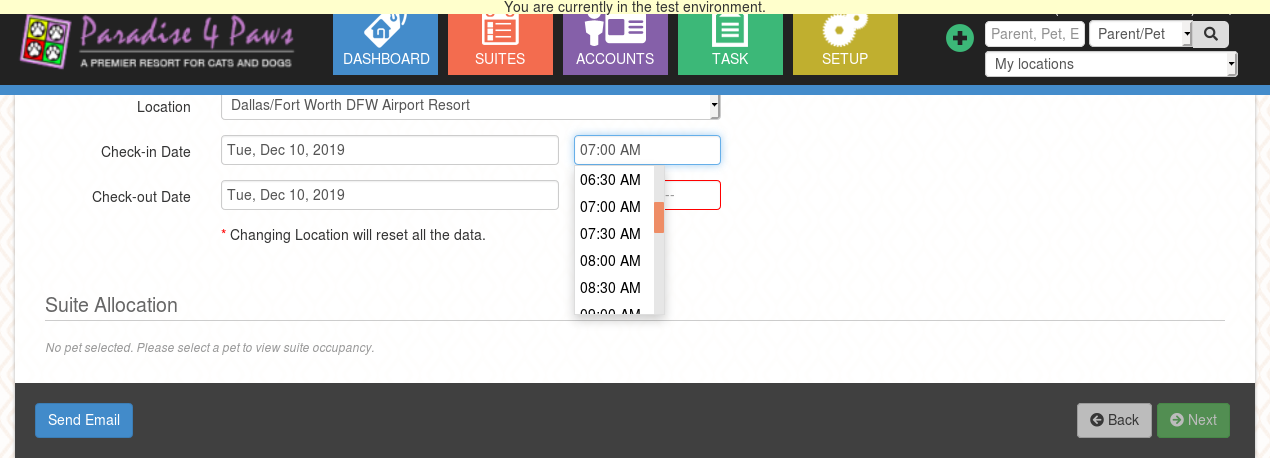 You are currently in the test environment.
Paradise 4 Paws
A PREMIER RESORT FOR CATS AND DOGS
DASHBOARD
SUITES
ACCOUNTS
TASK
SETUP
Parent, Pet, E
Parent/Pet
My locations
Location
Dallas/Fort Worth DFW Airport Resort
Check-in Date
Tue, Dec 10, 2019
07:00 AM
Check-out Date
Tue, Dec 10, 2019
--
06:30 AM
07:00 AM
07:30 AM
08:00 AM
08:30 AM
09:00 AM
* Changing Location will reset all the data.
Suite Allocation
No pet selected. Please select a pet to view suite occupancy.
Send Email
Back
Next